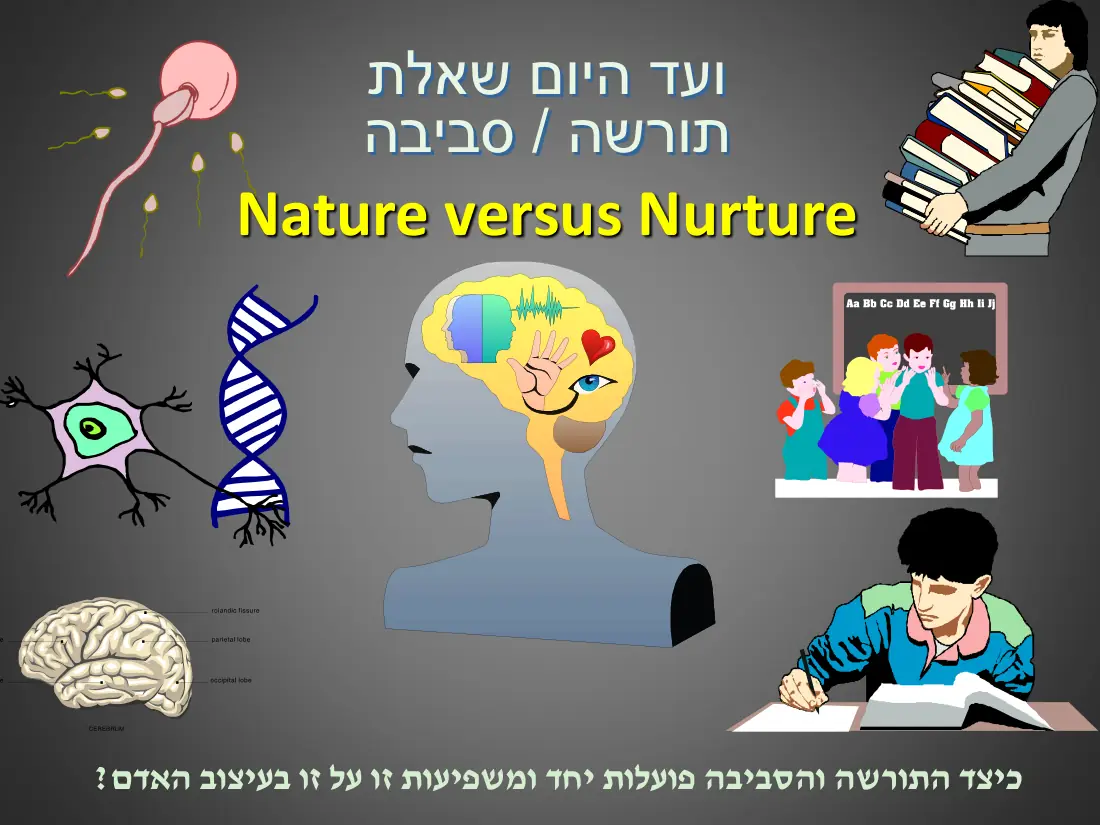 ועד היום שאלת
תורשה / סביבה
Nature versus Nurture
Aa Bb Cc Dd Ee Ff Gg Hh Ii Jj
rolandic fissure
parietal lobe
occipital lobe
CEREBRUM
כיצד התורשה והסביבה פועלות יחד ומשפיעות זו על זו בעיצוב האדם?